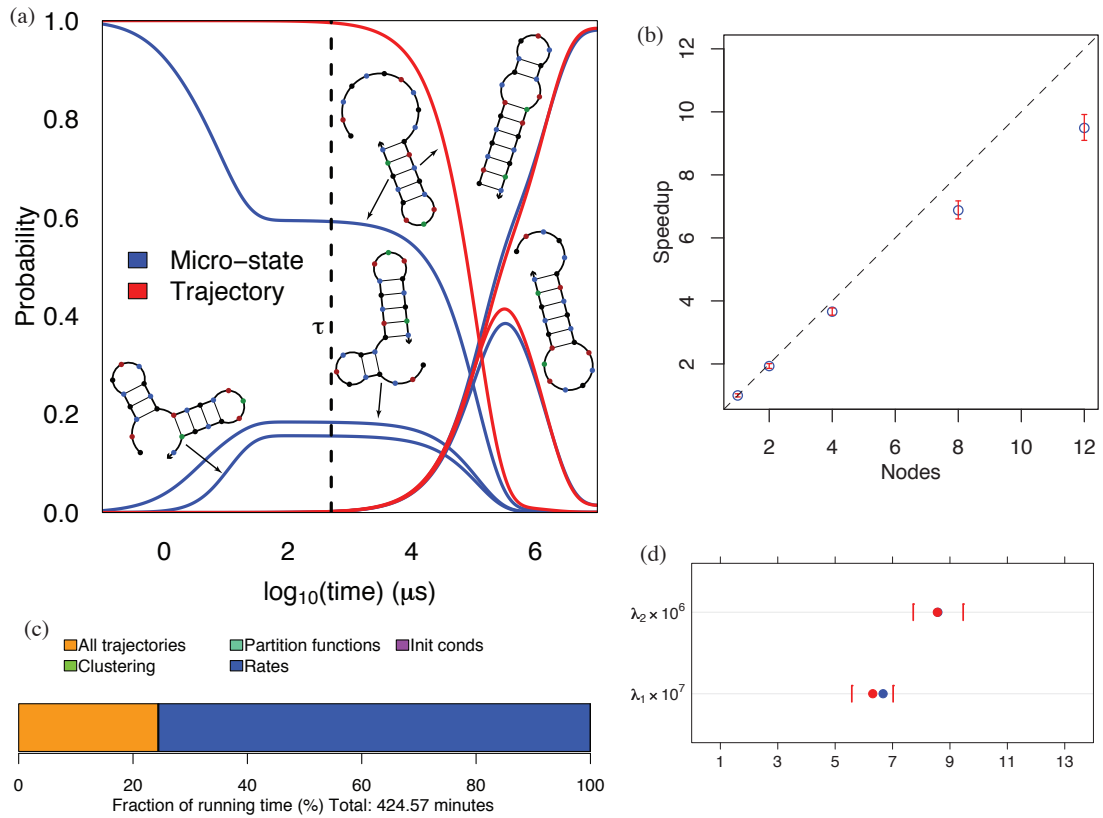 (a)
1.0
0.8
0.6
0.4
0.2
0.0
Probability
Micro−state
Trajectory
τ
0 2 4 6
log10(time) (μs)
(b)
12
10
8
6
4
2
Speedup
2 4 6 8 10 12
Nodes
(c)
All trajectories Partition functions Init conds
Clustering Rates
0 20 40 60 80 100
Fraction of running time (%) Total: 424.57 minutes
(d)
λ2 × 10^6
λ1 × 10^7
1 3 5 7 9 11 13